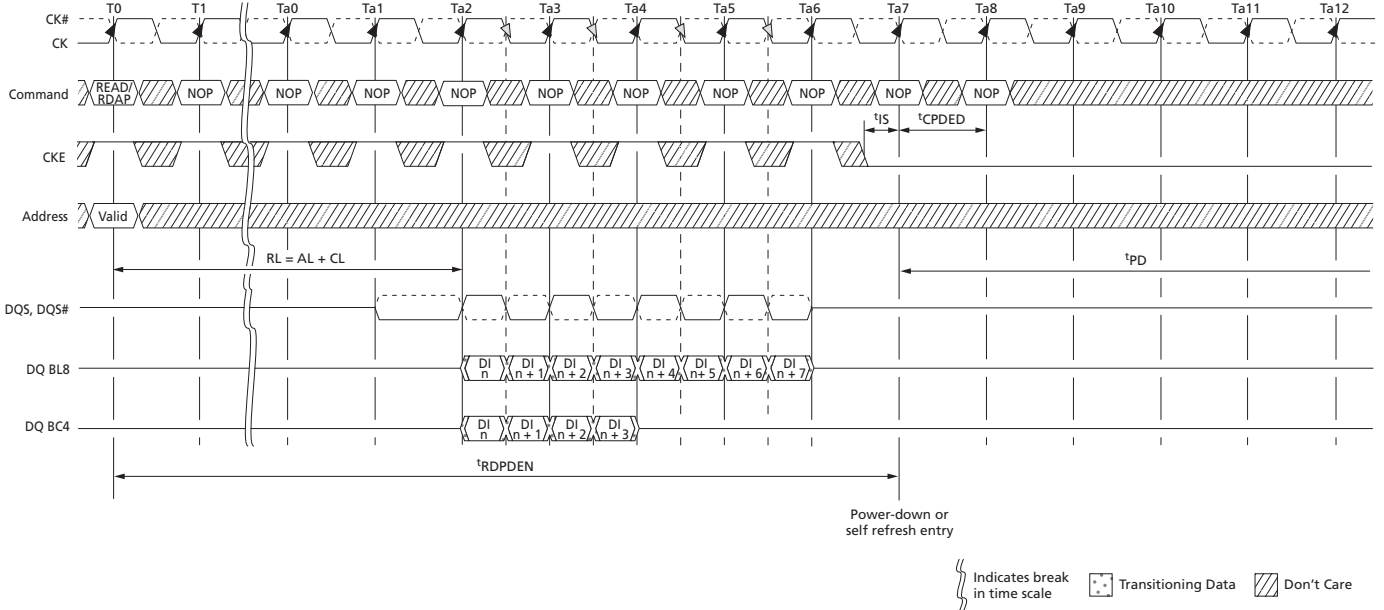 T0 T1 Ta0 Ta1 Ta2 Ta3 Ta4 Ta5 Ta6 Ta7 Ta8 Ta9 Ta10 Ta11 Ta12
CK#
CK
Command
READ/
RDAP
NOP NOP NOP NOP NOP NOP NOP NOP NOP NOP
tIS tCPDED
CKE
Address
Valid
RL = AL + CL
tPD
DQS, DQS#
DQ BL8
DI DI DI DI DI DI DI DI
n n + 1 n + 2 n + 3 n + 4 n+ 5 n + 6 n + 7
DQ BC4
DI DI DI DI
n n + 1 n + 2 n + 3
tRDPDEN
Power-down or
self refresh entry
Indicates break
in time scale
Transitioning Data
Don't Care